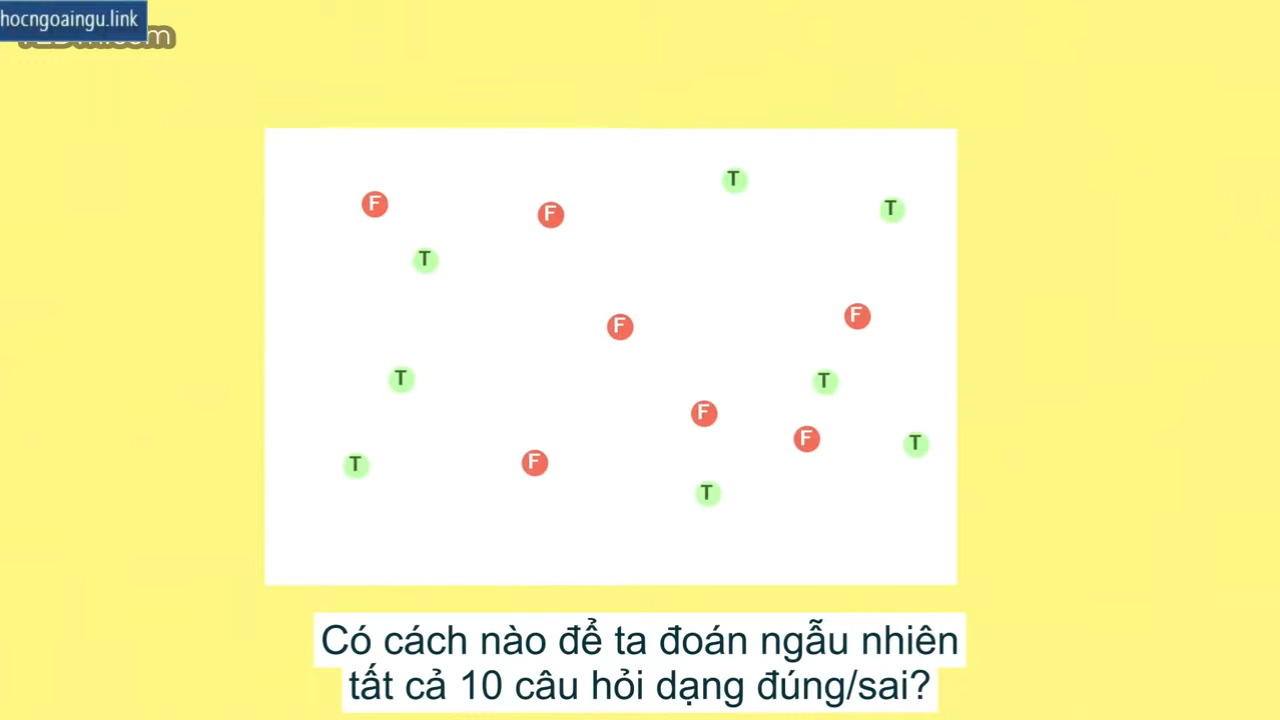 hocngoaingu.link
T
F
F
T
T
F
F
T
T
F
F
T
T
F
T
Có cách nào để ta đoán ngẫu nhiên
tất cả 10 câu hỏi dạng đúng/sai?